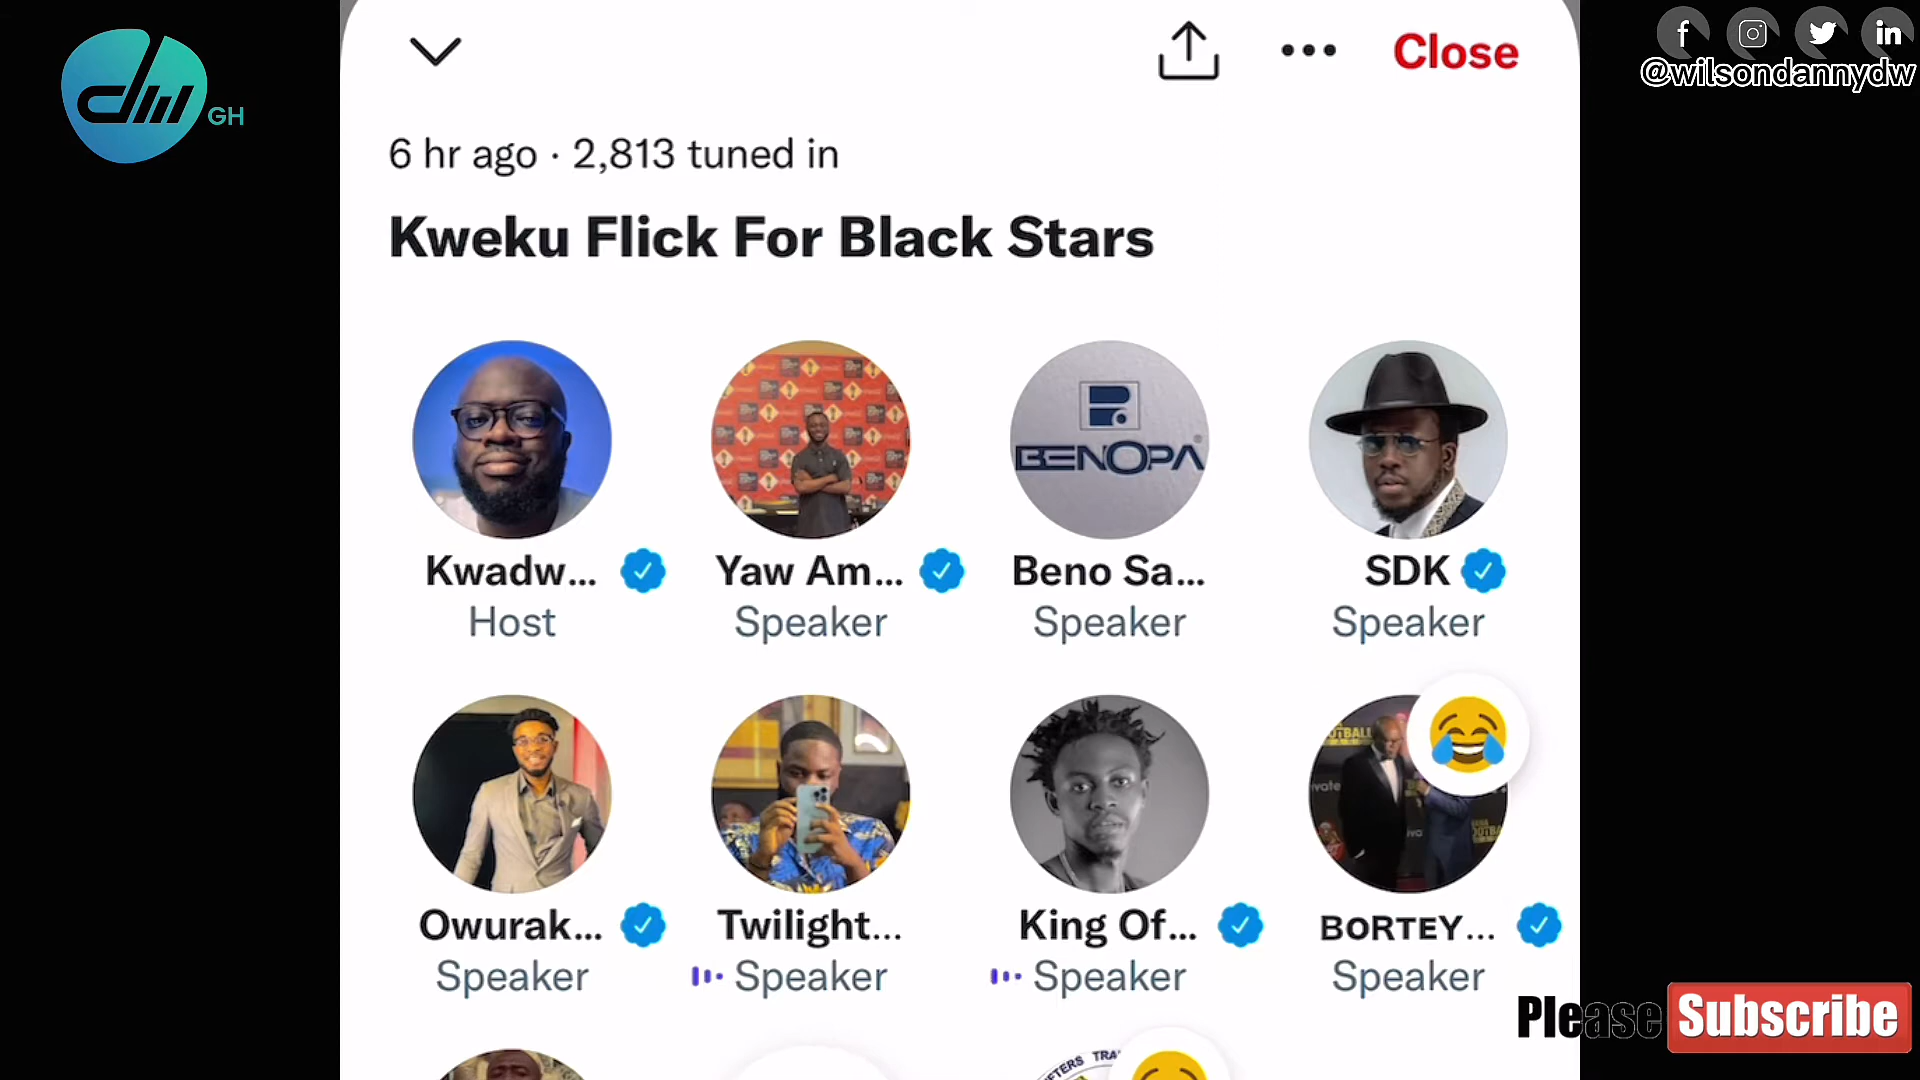 dw GH
@wilsondannydw
Close
6 hr ago · 2,813 tuned in
Kweku Flick For Black Stars
BENOPA
Kwadw...
Host
Yaw Am...
Speaker
Beno Sa...
Speaker
SDK
Speaker
Owurak...
Speaker
Twilight...
Speaker
King Of...
Speaker
BORTEY...
Speaker
Please Subscribe